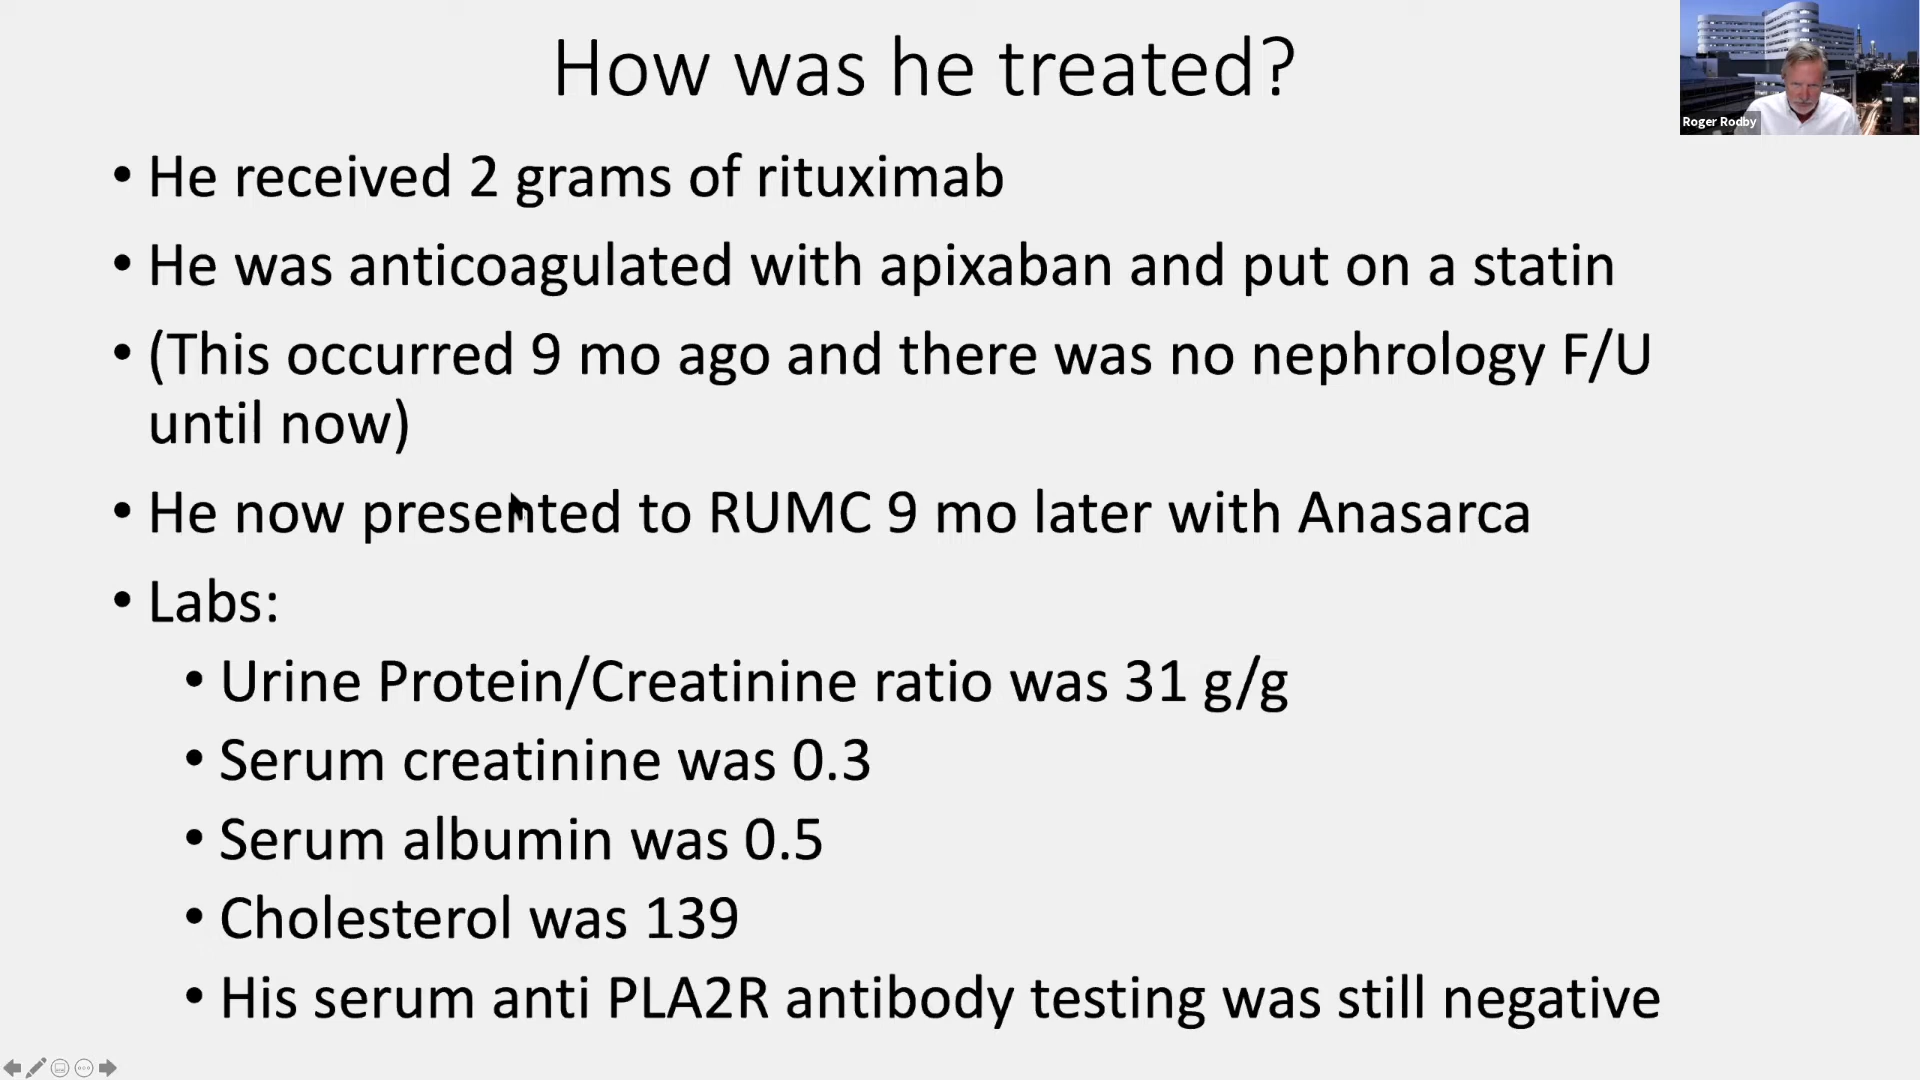 How was he treated?
Roger Rodby
• He received 2 grams of rituximab
• He was anticoagulated with apixaban and put on a statin
• (This occurred 9 mo ago and there was no nephrology F/U
until now)
• He now presented to RUMC 9 mo later with Anasarca
• Labs:
• Urine Protein/Creatinine ratio was 31 g/g
• Serum creatinine was 0.3
• Serum albumin was 0.5
• Cholesterol was 139
• His serum anti PLA2R antibody testing was still negative